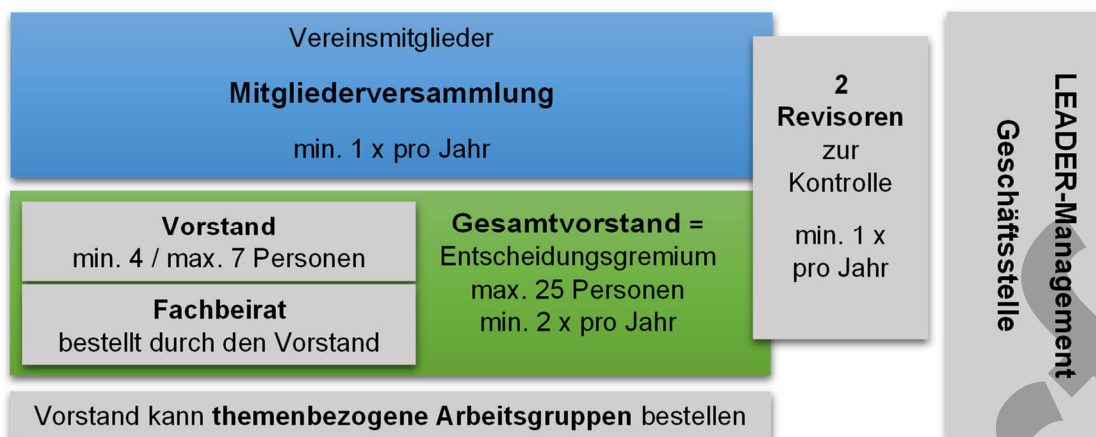 Vereinsmitglieder
Mitgliederversammlung
min. 1 x pro Jahr
Vorstand
min. 4 / max. 7 Personen
Fachbeirat
bestellt durch den Vorstand
Gesamtvorstand =
Entscheidungsgremium
max. 25 Personen
min. 2 x pro Jahr
2
Revisoren
zur
Kontrolle
min. 1 x
pro Jahr
LEADER-Management
Geschäftsstelle
Vorstand kann themenbezogene Arbeitsgruppen bestellen